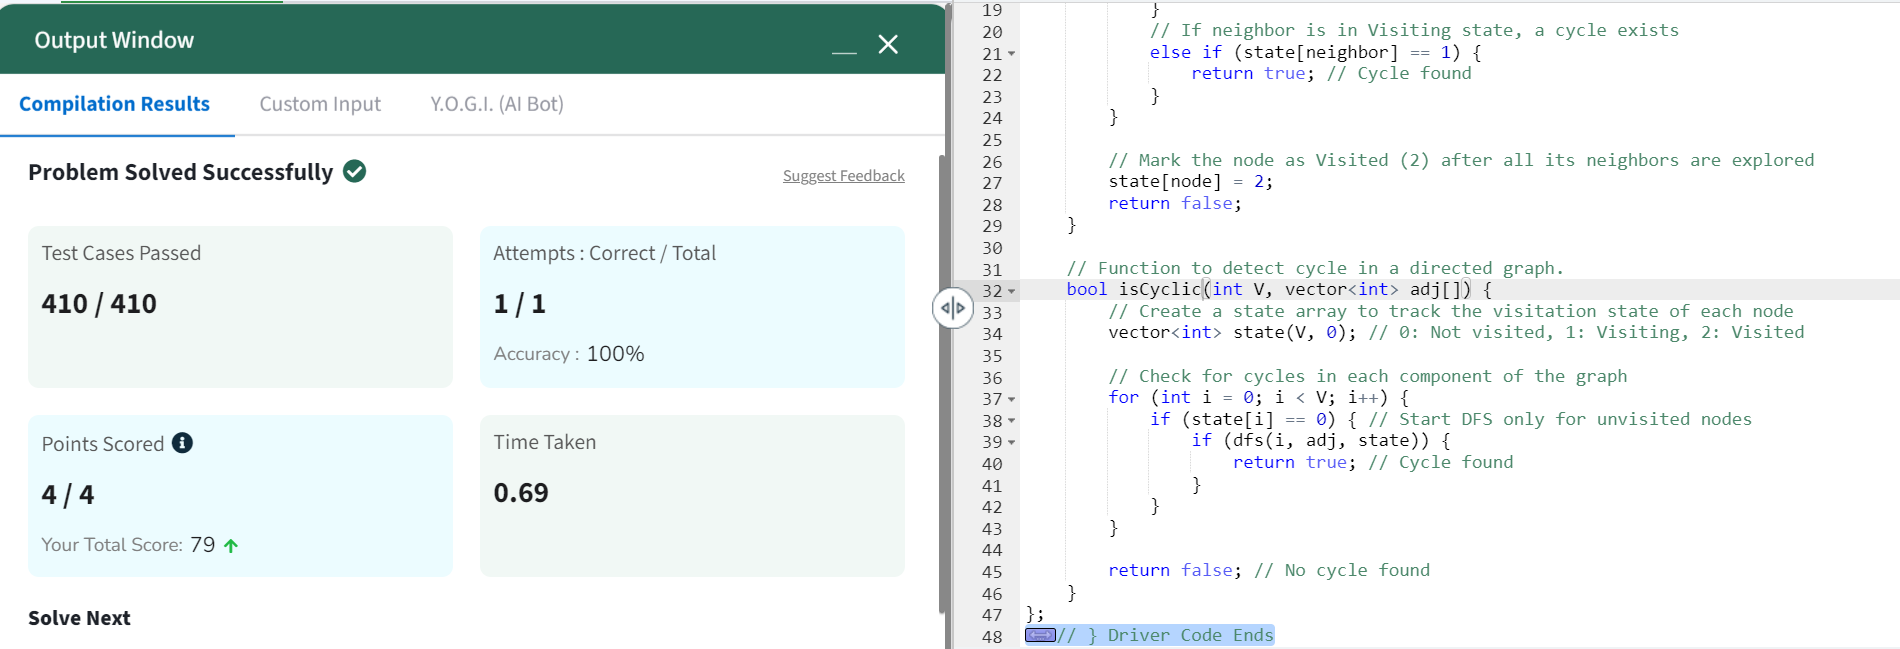 Output Window
Compilation Results Custom Input Y.O.G.I. (AI Bot)
Problem Solved Successfully
Suggest Feedback
Test Cases Passed
410 / 410
Attempts : Correct / Total
1 / 1
Accuracy : 100%
Points Scored
4 / 4
Your Total Score: 79
Time Taken
0.69
Solve Next
19             }
20             // If neighbor is in Visiting state, a cycle exists
21             else if (state[neighbor] == 1) {
22                 return true; // Cycle found
23             }
24         }
25
26         // Mark the node as Visited (2) after all its neighbors are explored
27         state[node] = 2;
28         return false;
29     }
30
31     // Function to detect cycle in a directed graph.
32     bool isCyclic(int V, vector<int> adj[]) {
33         // Create a state array to track the visitation state of each node
34         vector<int> state(V, 0); // 0: Not visited, 1: Visiting, 2: Visited
35
36         // Check for cycles in each component of the graph
37         for (int i = 0; i < V; i++) {
38             if (state[i] == 0) { // Start DFS only for unvisited nodes
39                 if (dfs(i, adj, state)) {
40                     return true; // Cycle found
41                 }
42             }
43         }
44
45         return false; // No cycle found
46     }
47 };
48 // } Driver Code Ends